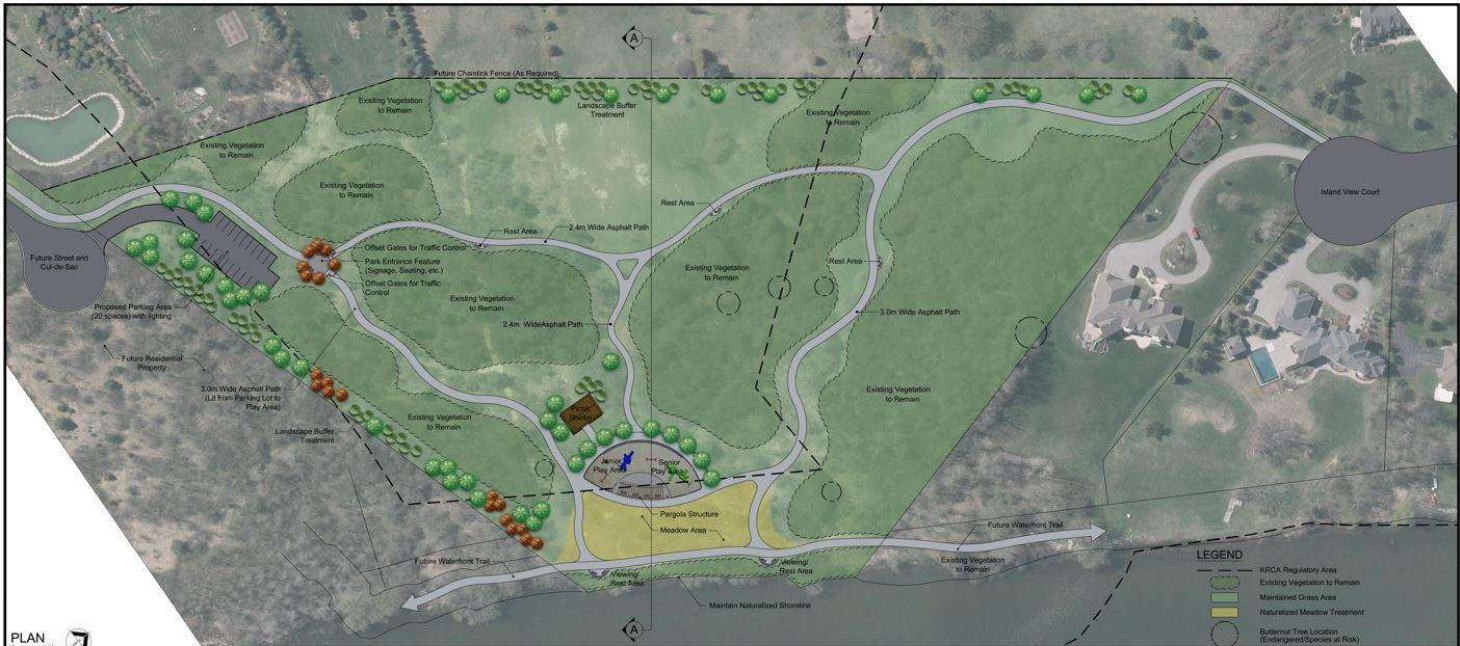 A
Future Chainlink Fence (As Required)
Landscape Buffer
Treatment
Existing Vegetation
to Remain
Existing Vegetation
to Remain
Existing Vegetation
to Remain
Existing Vegetation
to Remain
Island View Court
Rest Area
Rest Area
2.4m Wide Asphalt Path
Offset Gates for Traffic Control
Park Entrance Feature
(Signage, Seating, etc.)
Offset Gates for Traffic
Control
Future Street and
Cul-de-Sac
Rest Area
Existing Vegetation
to Remain
Existing Vegetation
to Remain
Proposed Parking Area
(20 spaces) with lighting
2.4m WideAsphalt Path
3.0m Wide Asphalt Path
Future Residential
Property
3.0m Wide Asphalt Path
(Lit from Parking Lot to
Play Area)
Existing Vegetation
to Remain
Existing Vegetation
to Remain
Picnic
Shelter
Landscape Buffer
Treatment
Junior
Play Area
Senior
Play Area
Pergola Structure
Meadow Area
Future Waterfront Trail
Future Waterfront Trail
Existing Vegetation
to Remain
Viewing/
Rest Area
Viewing/
Rest Area
Maintain Naturalized Shoreline
LEGEND
KRCA Regulatory Area
Existing Vegetation to Remain
Maintained Grass Area
Naturalized Meadow Treatment
Butternut Tree Location
(Endangered/Species at Risk)
A
PLAN